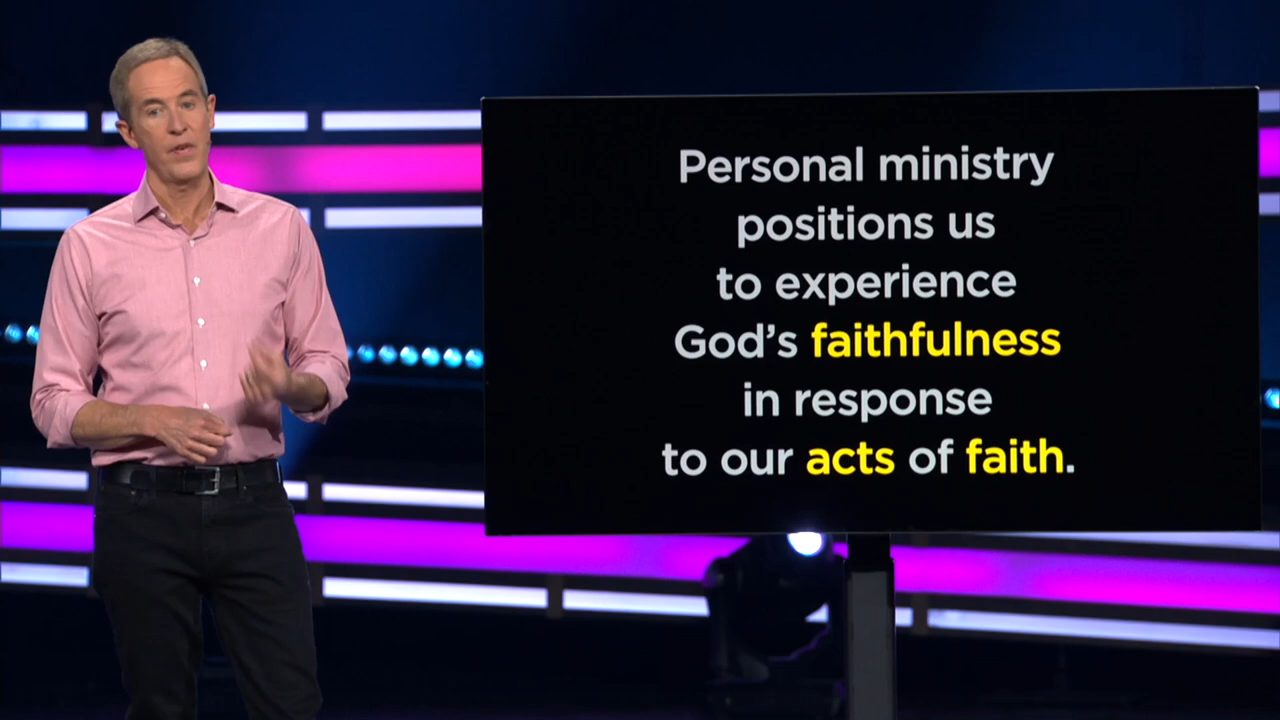 Personal ministry
positions us
to experience
God’s faithfulness
in response
to our acts of faith.